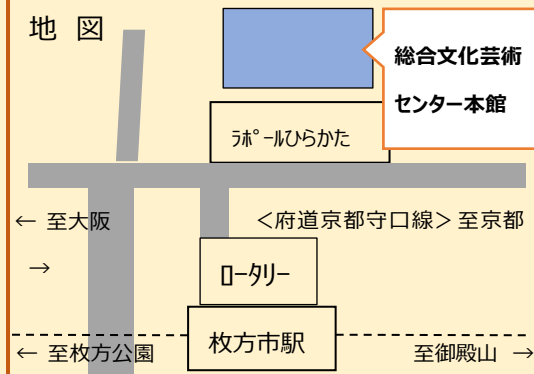 地 図
総合文化芸術
センター本館
ﾗﾎﾟｰﾙひらかた
← 至大阪
＜府道京都守口線＞至京都
→
ﾛｰﾀﾘｰ
枚方市駅
← 至枚方公園
至御殿山 →